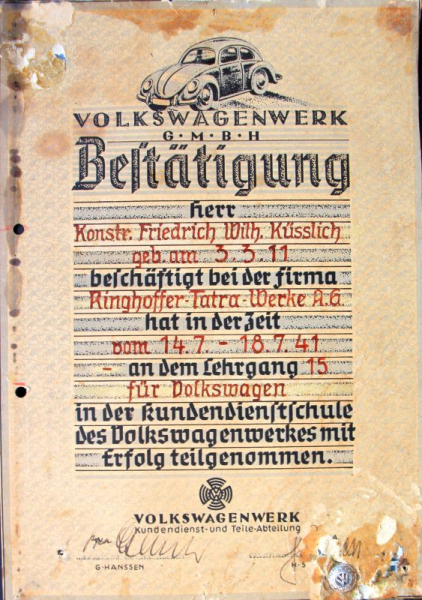 VOLKSWAGENWERK
G·M·B·H
Beſtätigung
Herr
Konstr. Friedrich Wilh. Küsslich
geb. am 3.3.11
beſchäftigt bei der Firma
Ringhoffer-Tatra-Werke A.G.
hat in der Zeit
vom 14.7. - 18.7.41
- an dem Lehrgang 15
für Volkswagen
in der Kundendienſtſchule
des Volkswagenwerkes mit
Erfolg teilgenommen.
VOLKSWAGENWERK
Kundendienst- und Teile-Abteilung
G·HANSSEN